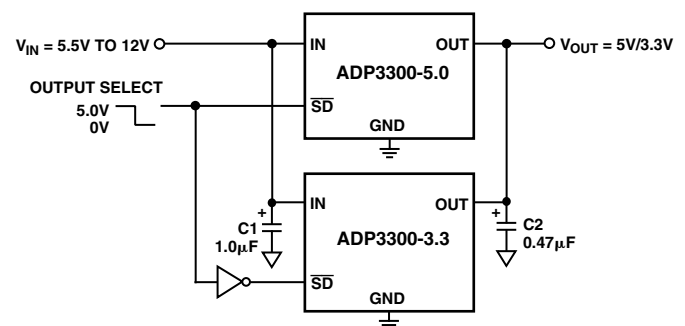 V_IN = 5.5V TO 12V
IN
OUT
V_OUT = 5V/3.3V
ADP3300-5.0
OUTPUT SELECT
5.0V
0V
SD
GND
IN
OUT
C1
1.0μF
+
ADP3300-3.3
+
C2
0.47μF
SD
GND